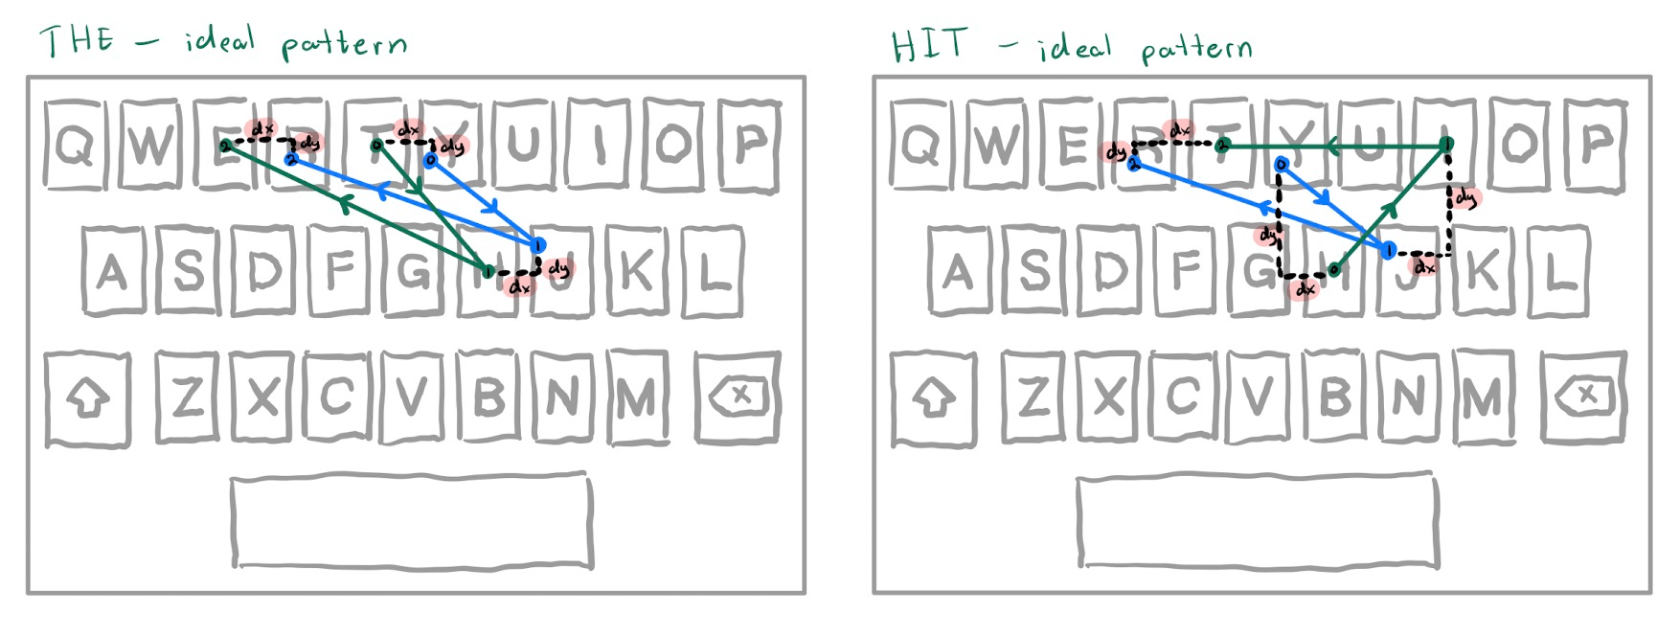 THE - ideal pattern
HIT - ideal pattern
Q W E R T Y U I O P
dx dy dx dy
2 2 0 0
A S D F G H J K L
1 1 dy
dx
Z X C V B N M X
Q W E R T Y U I O P
dx dy
2 2 0 1
dy
A S D F G H J K L
dy 1 dx
0
dx
Z X C V B N M X